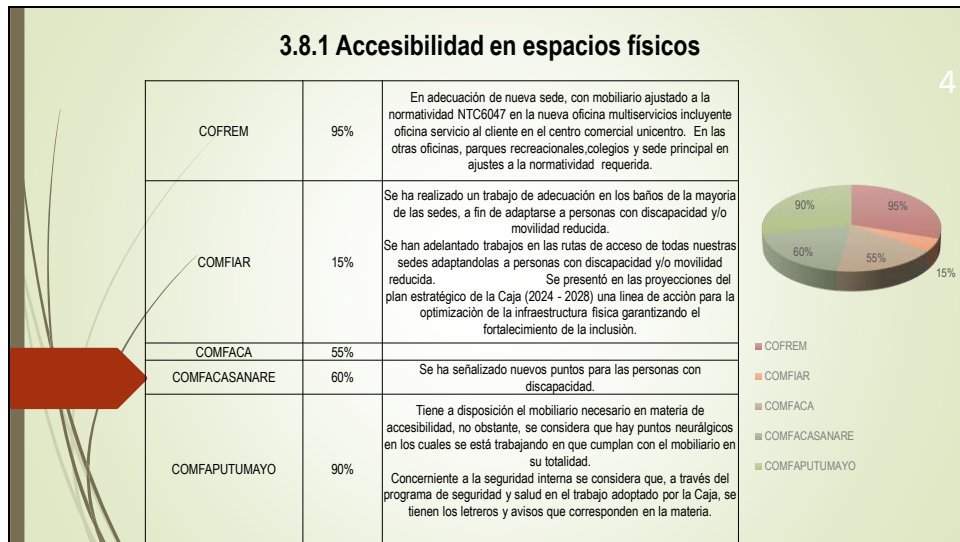 3.8.1 Accesibilidad en espacios físicos
4
COFREM
95%
En adecuación de nueva sede, con mobiliario ajustado a la
normatividad NTC6047 en la nueva oficina multiservicios incluyente
oficina servicio al cliente en el centro comercial unicentro. En las
otras oficinas, parques recreacionales,colegios y sede principal en
ajustes a la normatividad requerida.
COMFIAR
15%
Se ha realizado un trabajo de adecuación en los baños de la mayoria
de las sedes, a fin de adaptarse a personas con discapacidad y/o
movilidad reducida.
Se han adelantado trabajos en las rutas de acceso de todas nuestras
sedes adaptandolas a personas con discapacidad y/o movilidad
reducida. Se presentó en las proyecciones del
plan estratégico de la Caja (2024 - 2028) una linea de acciòn para la
optimizaciòn de la infraestructura fisica garantizando el
fortalecimiento de la inclusiòn.
COMFACA
55%
COMFACASANARE
60%
Se ha señalizado nuevos puntos para las personas con
discapacidad.
COMFAPUTUMAYO
90%
Tiene a disposición el mobiliario necesario en materia de
accesibilidad, no obstante, se considera que hay puntos neurálgicos
en los cuales se está trabajando en que cumplan con el mobiliario en
su totalidad.
Concerniente a la seguridad interna se considera que, a través del
programa de seguridad y salud en el trabajo adoptado por la Caja, se
tienen los letreros y avisos que corresponden en la materia.
90%
95%
60%
55%
15%
COFREM
COMFIAR
COMFACA
COMFACASANARE
COMFAPUTUMAYO